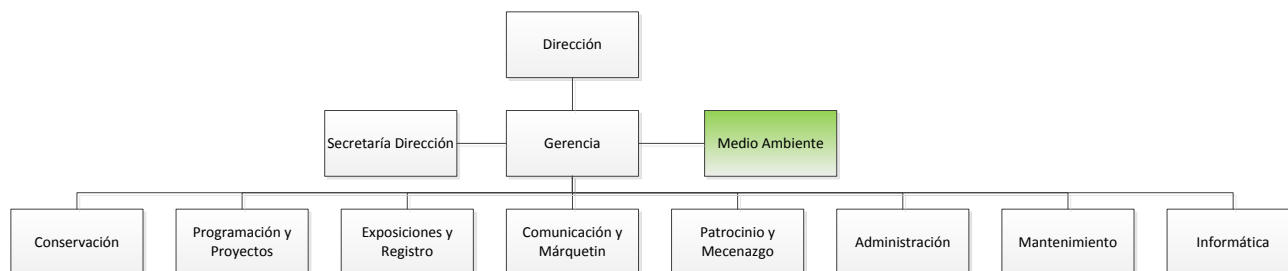 Dirección
Secretaría Dirección
Gerencia
Medio Ambiente
Conservación
Programación y
Proyectos
Exposiciones y
Registro
Comunicación y
Márquetin
Patrocinio y
Mecenazgo
Administración
Mantenimiento
Informática